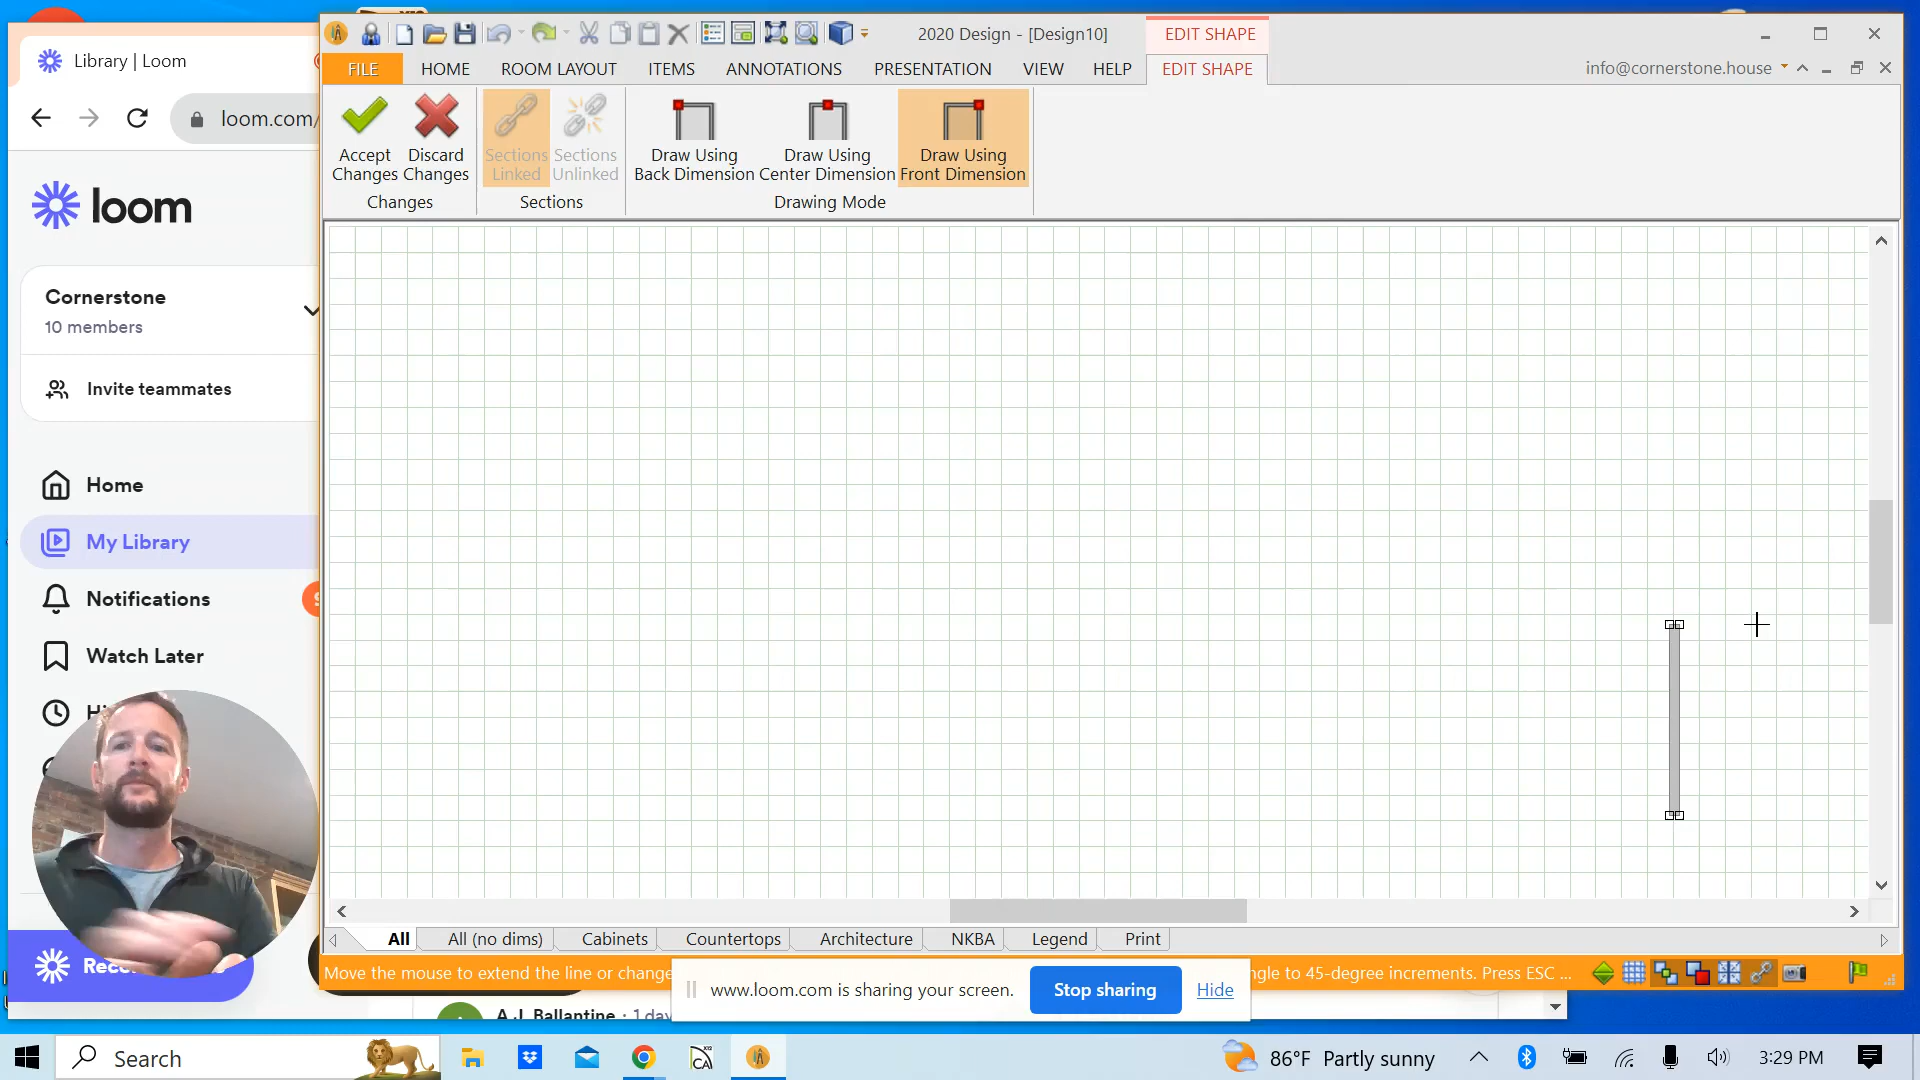 Library | Loom
loom.com/
loom
Cornerstone
10 members
Invite teammates
Home
My Library
Notifications
Watch Later
2020 Design - [Design10]
EDIT SHAPE
FILE
HOME
ROOM LAYOUT
ITEMS
ANNOTATIONS
PRESENTATION
VIEW
HELP
EDIT SHAPE
info@cornerstone.house
Accept Changes
Discard Changes
Sections Linked
Sections Unlinked
Draw Using Back Dimension
Draw Using Center Dimension
Draw Using Front Dimension
Changes
Sections
Drawing Mode
All
All (no dims)
Cabinets
Countertops
Architecture
NKBA
Legend
Print
Move the mouse to extend the line or change
ngle to 45-degree increments. Press ESC ...
www.loom.com is sharing your screen.
Stop sharing
Hide
A.J. Ballantine · 1 day
Search
86°F Partly sunny
3:29 PM